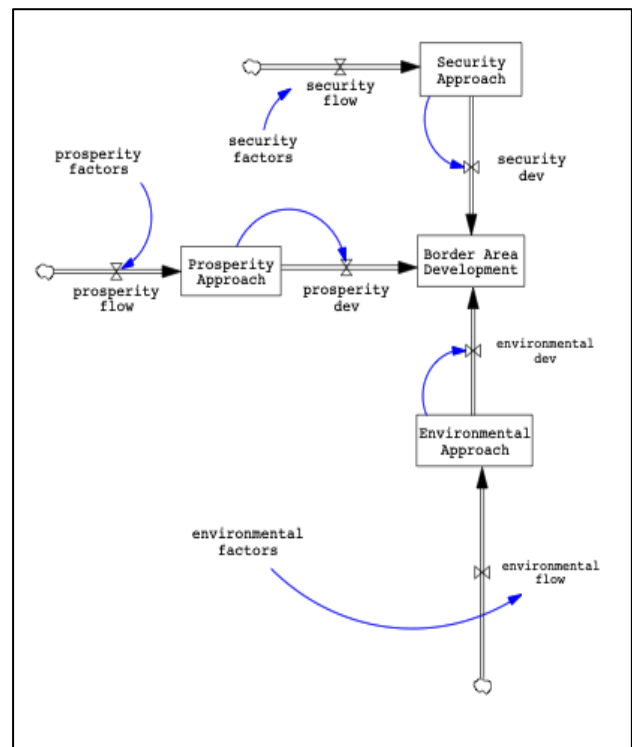 Security
Approach
security
flow
security
factors
prosperity
factors
security
dev
Prosperity
Approach
Border Area
Development
prosperity
flow
prosperity
dev
environmental
dev
Environmental
Approach
environmental
factors
environmental
flow